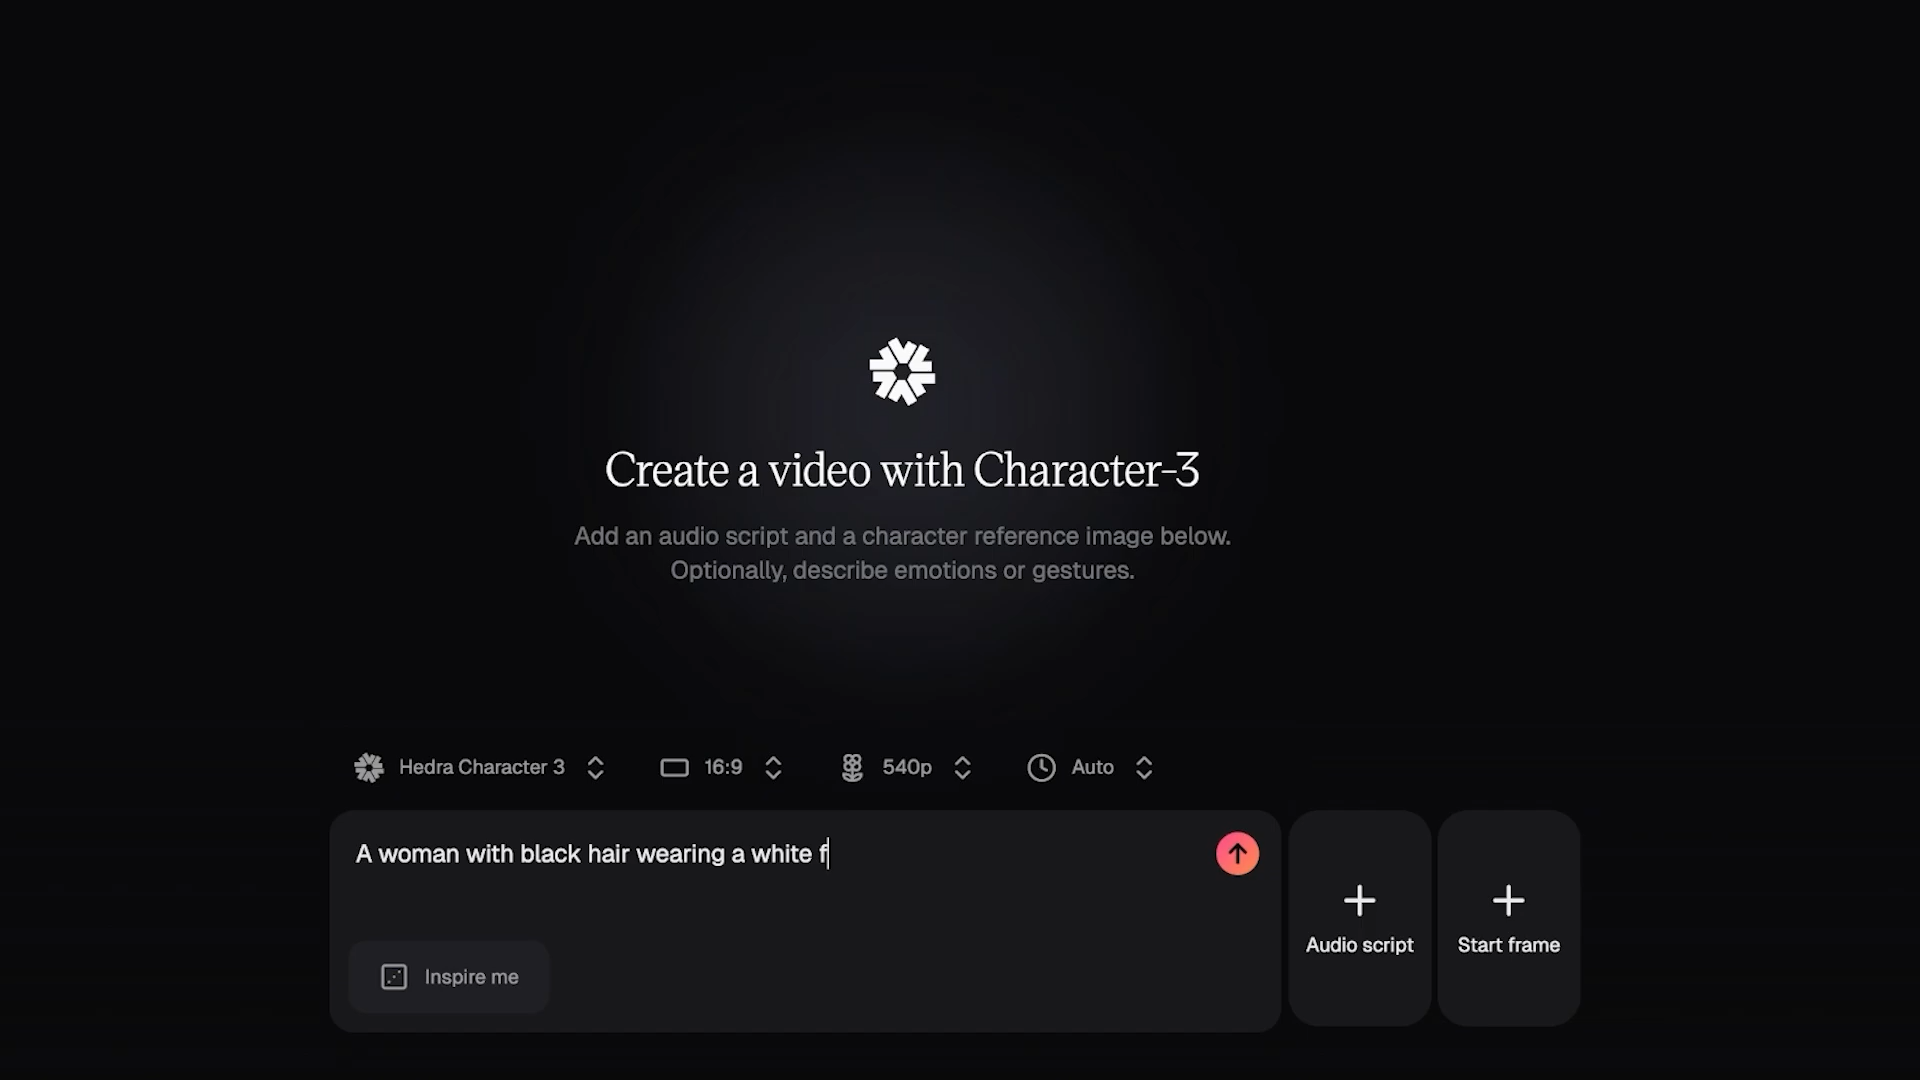 Create a video with Character-3
Add an audio script and a character reference image below.
Optionally, describe emotions or gestures.
Hedra Character 3
16:9
540p
Auto
A woman with black hair wearing a white f
Inspire me
Audio script
Start frame